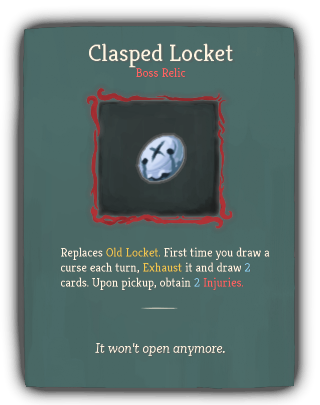 Clasped Locket
Boss Relic
Replaces Old Locket. First time you draw a
curse each turn, Exhaust it and draw 2
cards. Upon pickup, obtain 2 Injuries.
It won't open anymore.